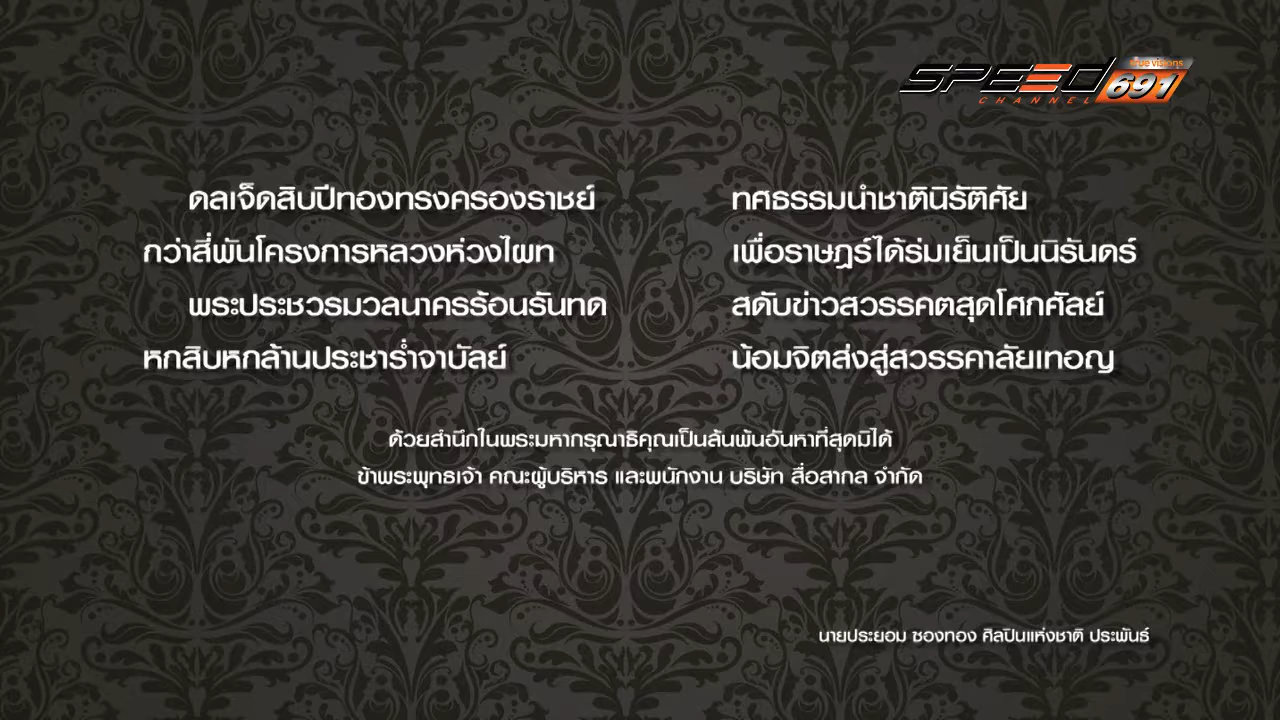 SPEED
CHANNEL
true visions
691
ดลเจ็ดสิบปีทองทรงครองราชย์ ทศธรรมนำชาตินิรัติศัย
กว่าสี่พันโครงการหลวงห่วงไผท เพื่อราษฎร์ได้ร่มเย็นเป็นนิรันดร์
พระประชวรมวลนาครร้อนรันทด สดับข่าวสวรรคตสุดโศกศัลย์
หกสิบหกล้านประชาร่ำจาบัลย์ น้อมจิตส่งสู่สวรรคาลัยเทอญ
ด้วยสำนึกในพระมหากรุณาธิคุณเป็นล้นพ้นอันหาที่สุดมิได้
ข้าพระพุทธเจ้า คณะผู้บริหาร และพนักงาน บริษัท สื่อสากล จำกัด
นายประยอม ซองทอง ศิลปินแห่งชาติ ประพันธ์